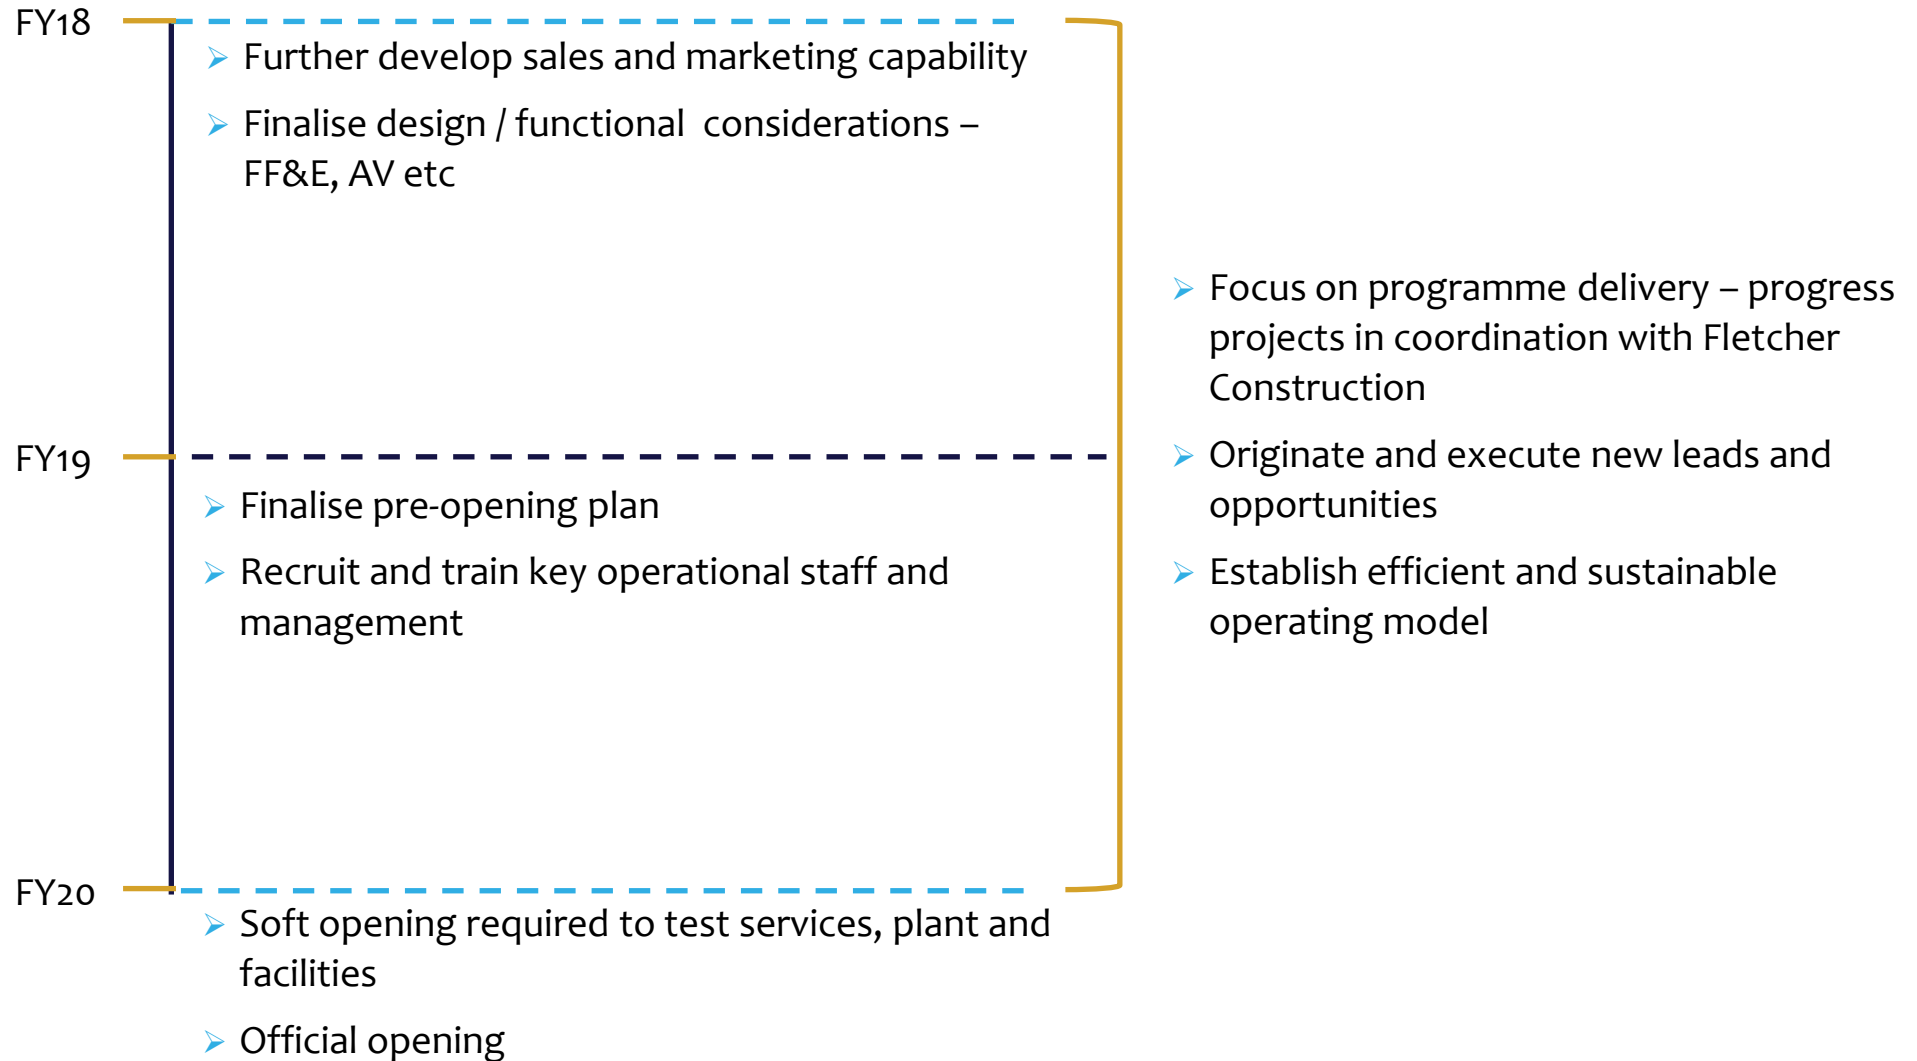 FY18
➢ Further develop sales and marketing capability
➢ Finalise design / functional  considerations –
FF&E, AV etc
FY19
➢ Finalise pre-opening plan
➢ Recruit and train key operational staff and
management
FY20
➢ Soft opening required to test services, plant and
facilities
➢ Official opening
➢ Focus on programme delivery – progress
projects in coordination with Fletcher
Construction
➢ Originate and execute new leads and
opportunities
➢ Establish efficient and sustainable
operating model